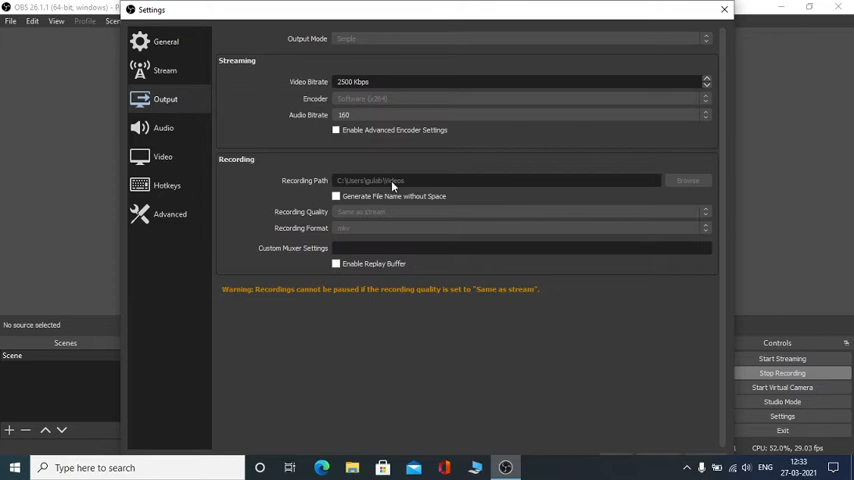 OBS 26.1.1 (64-bit, windows) - P
Settings
File Edit View Profile Scen
General
Stream
Output
Audio
Video
Hotkeys
Advanced
Output Mode Simple
Streaming
Video Bitrate 2500 Kbps
Encoder Software (x264)
Audio Bitrate 160
Enable Advanced Encoder Settings
Recording
Recording Path C:\Users\gulab\Videos Browse
Generate File Name without Space
Recording Quality Same as stream
Recording Format mkv
Custom Muxer Settings
Enable Replay Buffer
Warning: Recordings cannot be paused if the recording quality is set to "Same as stream".
No source selected
Scenes
Scene
Controls
Start Streaming
Stop Recording
Start Virtual Camera
Studio Mode
Settings
Exit
CPU: 52.0%, 29.03 fps
Type here to search
ENG
12:33
27-03-2021